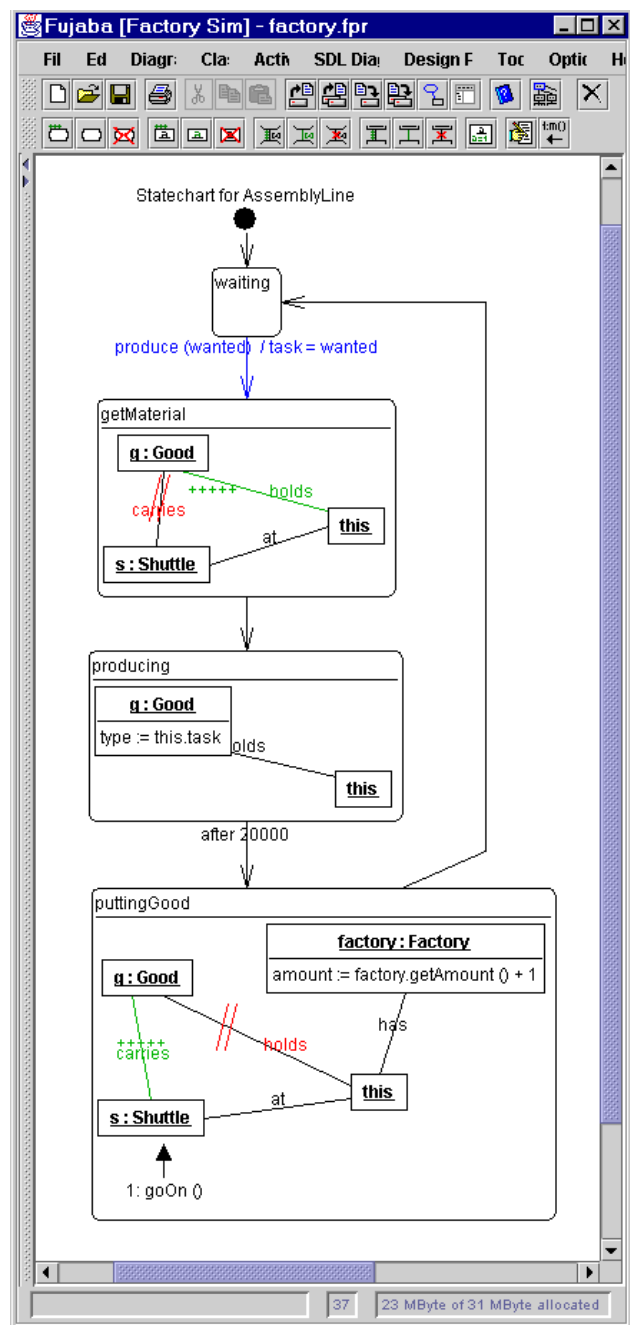 Fujaba [Factory Sim] - factory.fpr
Fil Ed Diagr: Cla: Activ SDL Dia Design F Toc Optic He
t:m()
Statechart for AssemblyLine
waiting
produce (wanted) / task = wanted
getMaterial
g : Good
+++++ holds
carries
this
at
s : Shuttle
producing
g : Good
type := this.task
olds
this
after 20000
puttingGood
factory : Factory
g : Good
amount := factory.getAmount () + 1
has
+++++
carries
holds
this
at
s : Shuttle
1: goOn ()
37 23 MByte of 31 MByte allocated